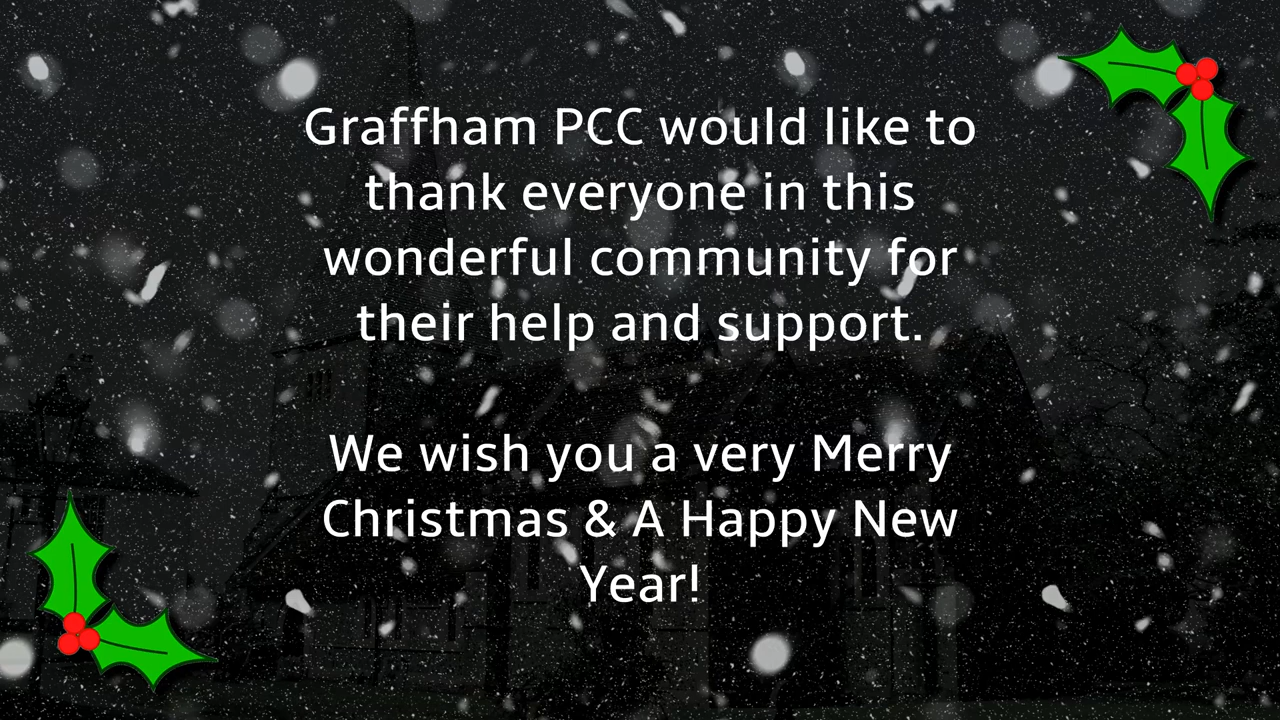 Graffham PCC would like to
thank everyone in this
wonderful community for
their help and support.
We wish you a very Merry
Christmas & A Happy New
Year!